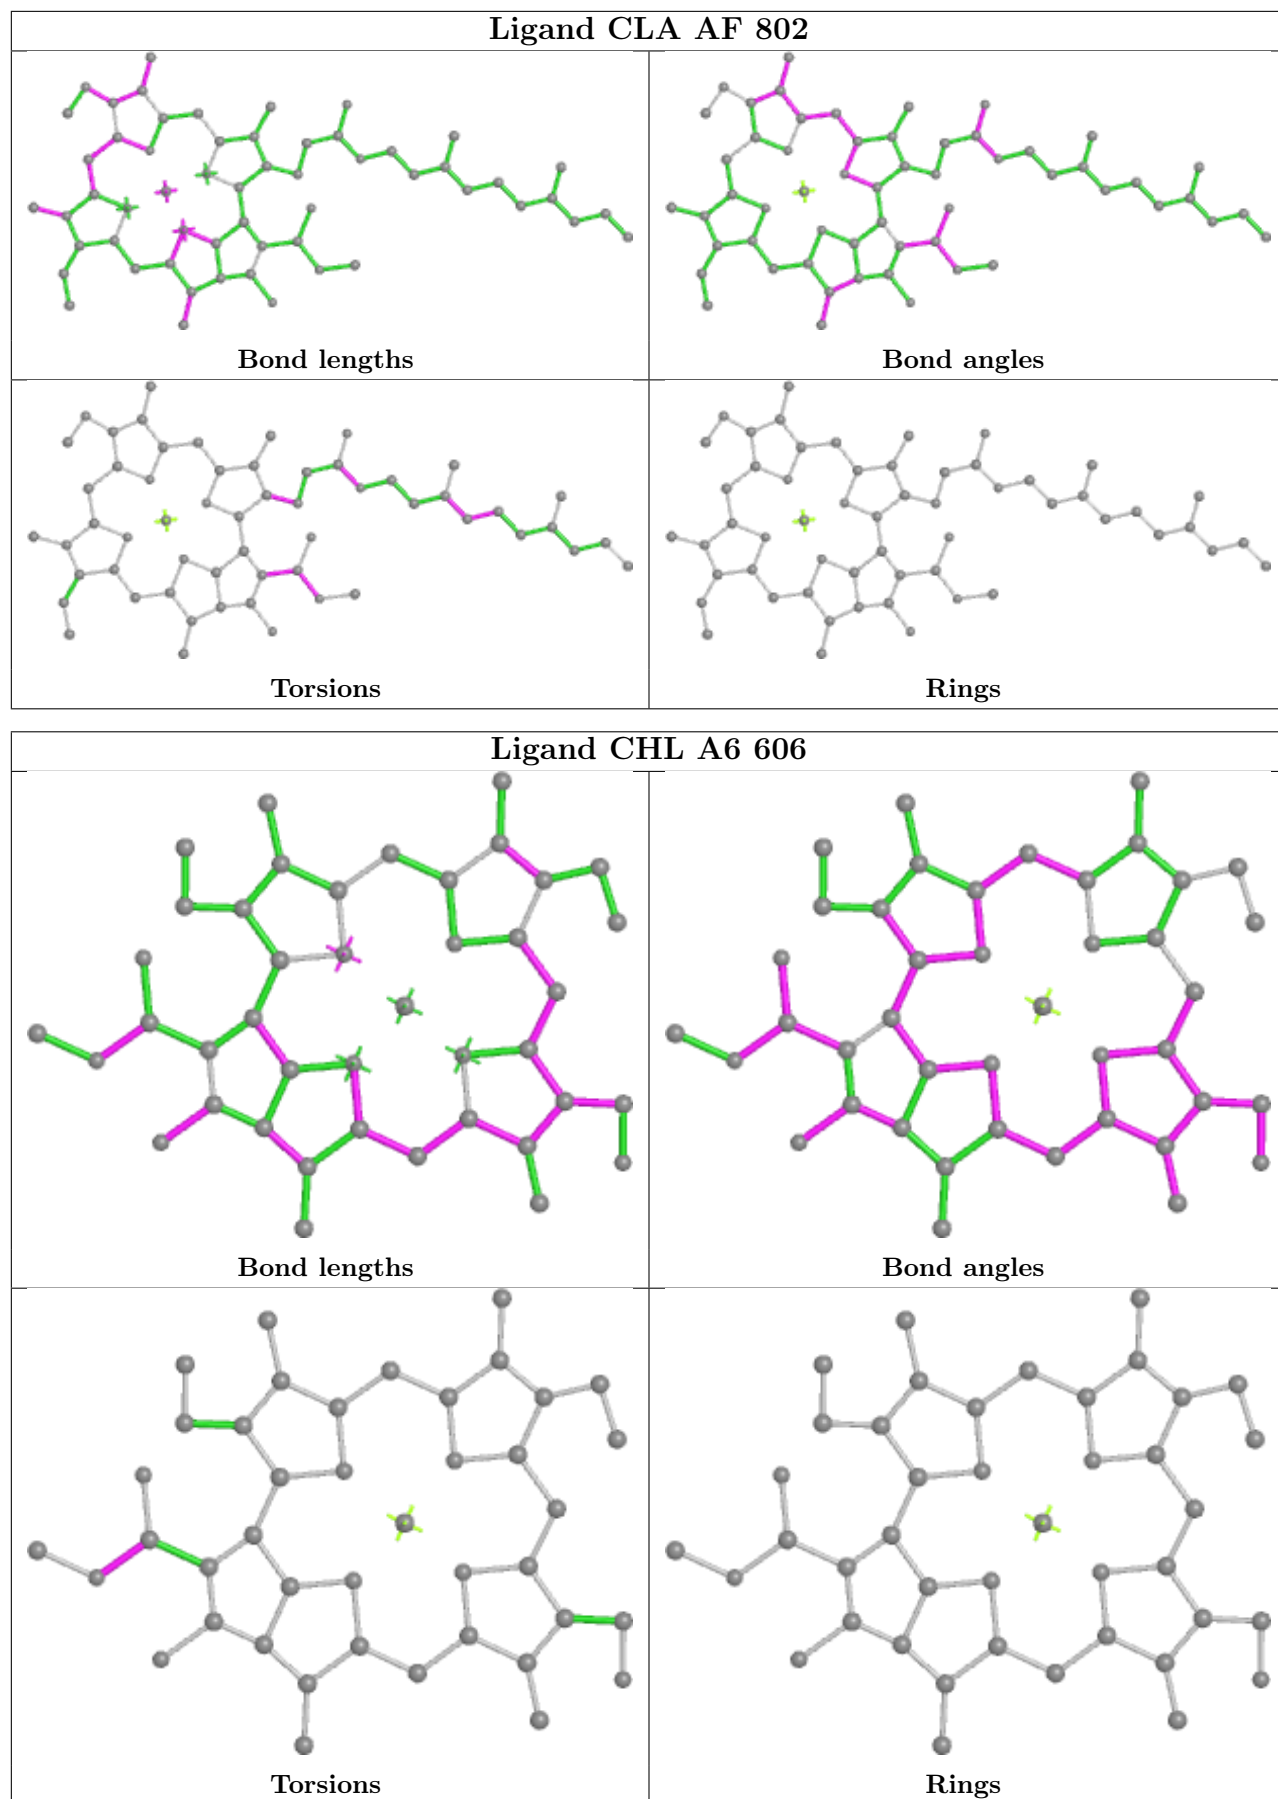 Ligand CLA AF 802
Bond lengths
Bond angles
Torsions
Rings
Ligand CHL A6 606
Bond lengths
Bond angles
Torsions
Rings